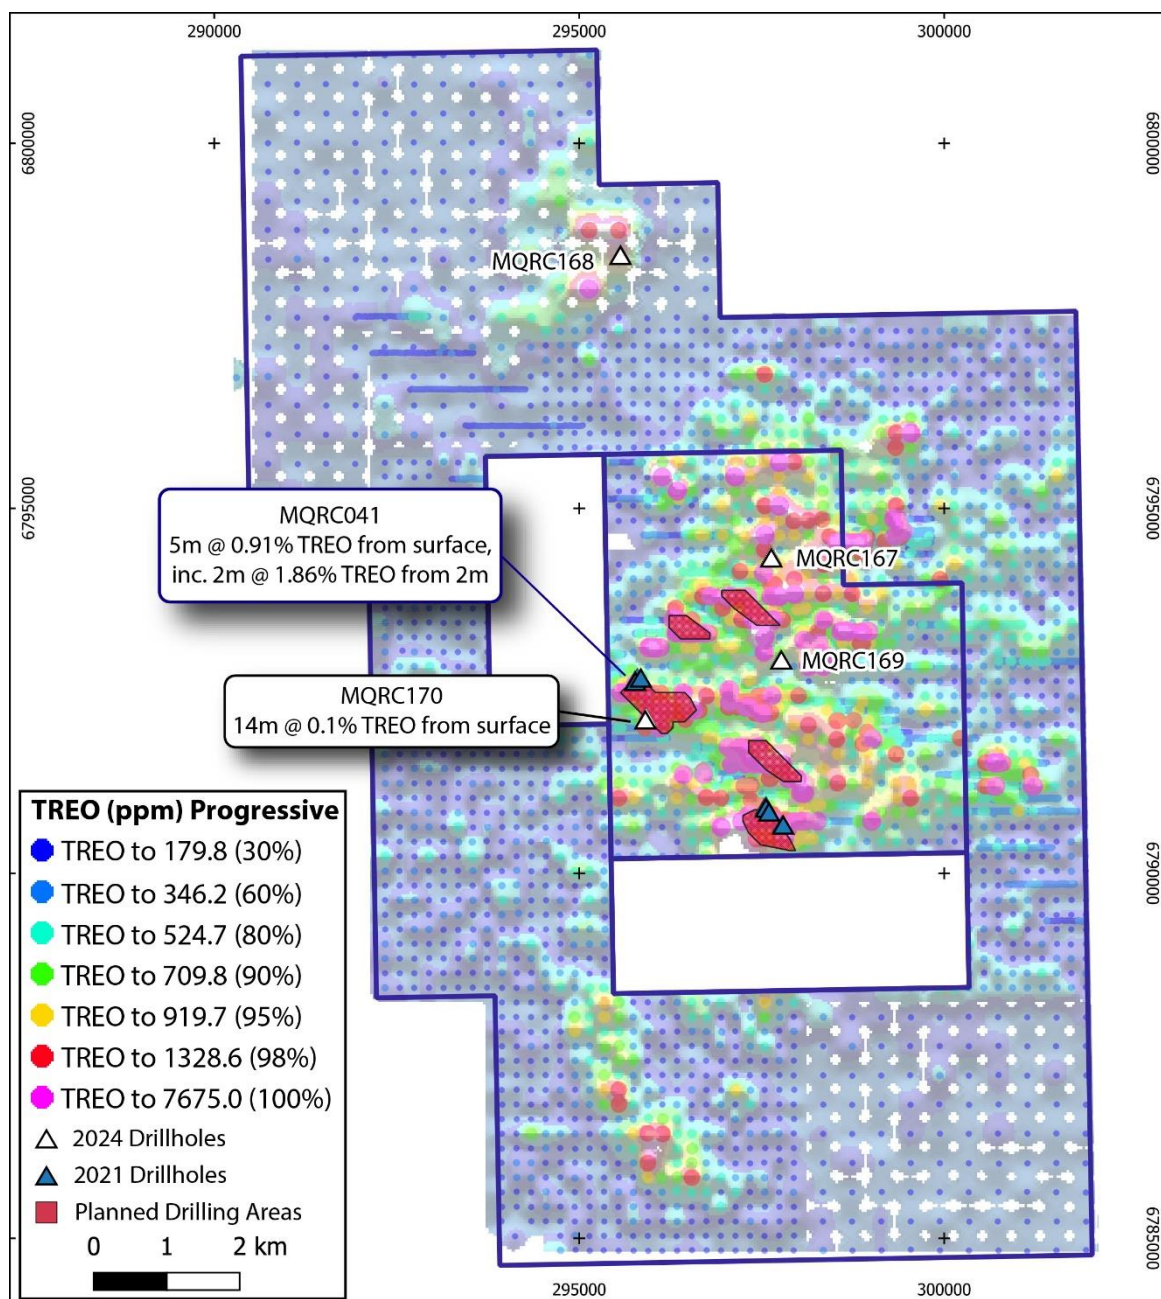 290000
295000
300000
6800000
6800000
MQRC168
6795000
6795000
MQRC041
5m @ 0.91% TREO from surface,
inc. 2m @ 1.86% TREO from 2m
MQRC167
MQRC169
MQRC170
14m @ 0.1% TREO from surface
TREO (ppm) Progressive
TREO to 179.8 (30%)
TREO to 346.2 (60%)
TREO to 524.7 (80%)
TREO to 709.8 (90%)
TREO to 919.7 (95%)
TREO to 1328.6 (98%)
TREO to 7675.0 (100%)
2024 Drillholes
2021 Drillholes
Planned Drilling Areas
0 1 2 km
6790000
6785000
295000
300000